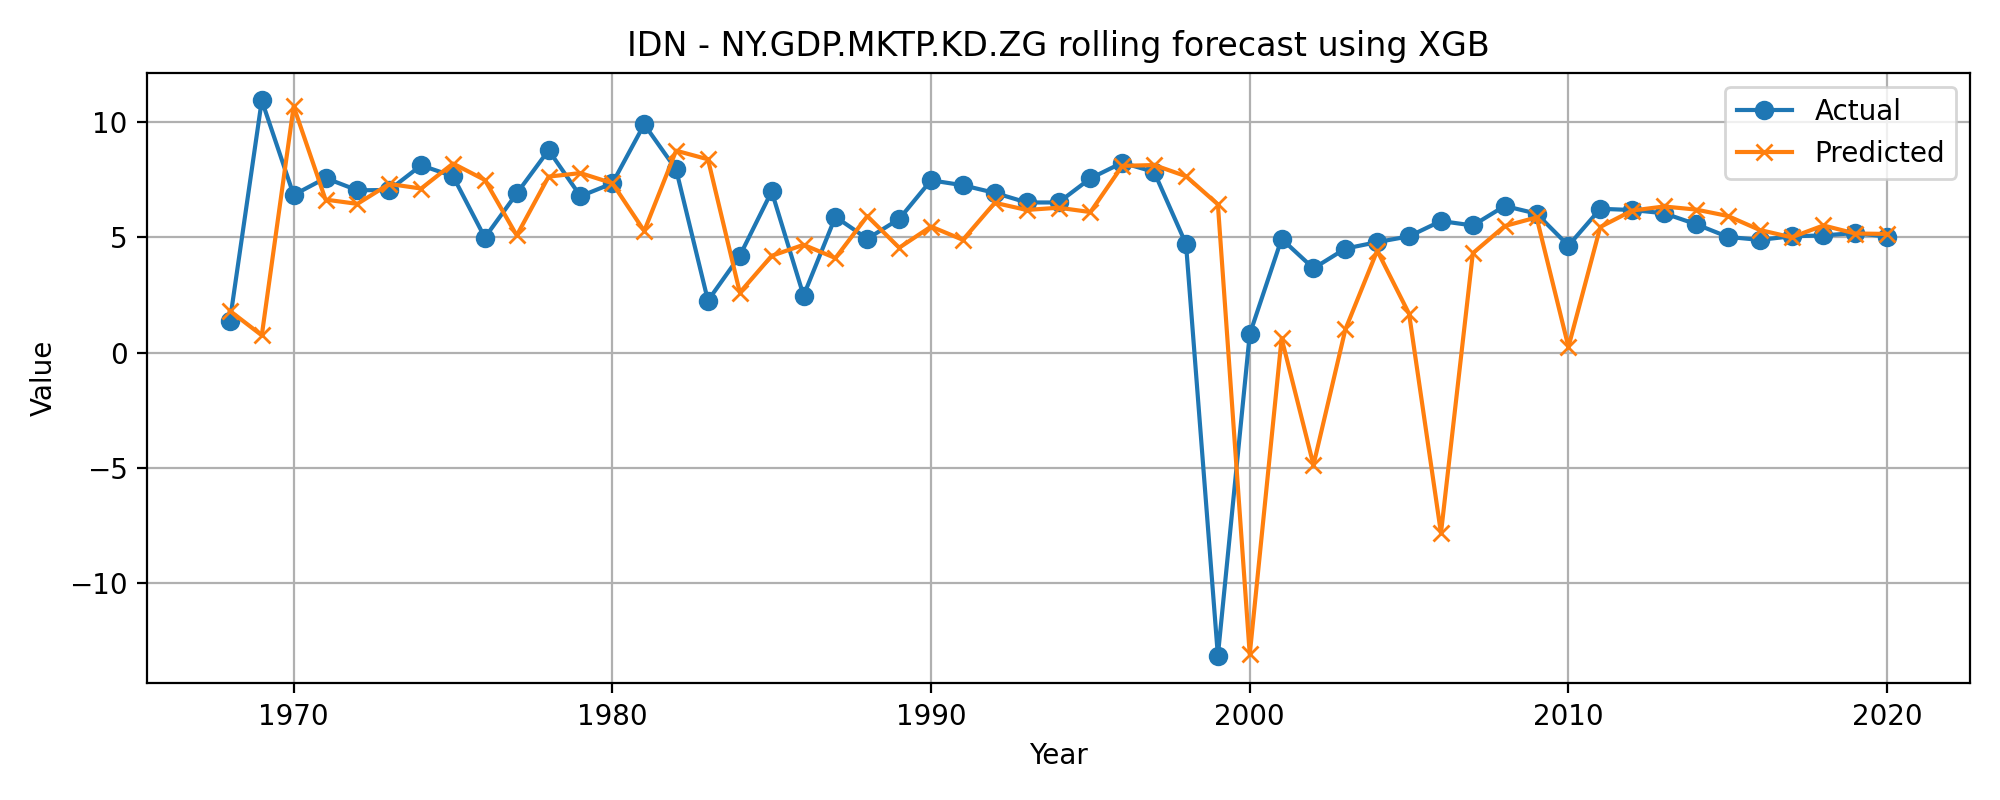 IDN - NY.GDP.MKTP.KD.ZG rolling forecast using XGB
Actual
Predicted
10
5
0
−5
−10
Value
1970
1980
1990
2000
2010
2020
Year